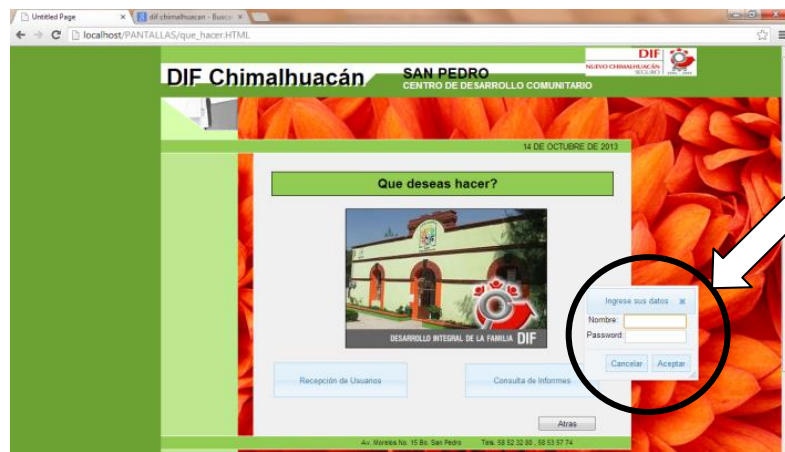 Untitled Page
dif chimalhuacan - Busca
localhost/PANTALLAS/que_hacer.HTML
DIF Chimalhuacán
SAN PEDRO
CENTRO DE DESARROLLO COMUNITARIO
DIF
NUEVO CHIMALHUACÁN
SEGURO
14 DE OCTUBRE DE 2013
Que deseas hacer?
DESARROLLO INTEGRAL DE LA FAMILIA DIF
Ingrese sus datos
Nombre:
Password:
Cancelar Aceptar
Recepción de Usuarios
Consulta de Informes
Atras
Av. Morelos No. 15 Bo. San Pedro Tels. 58 52 32 80 , 58 53 57 74